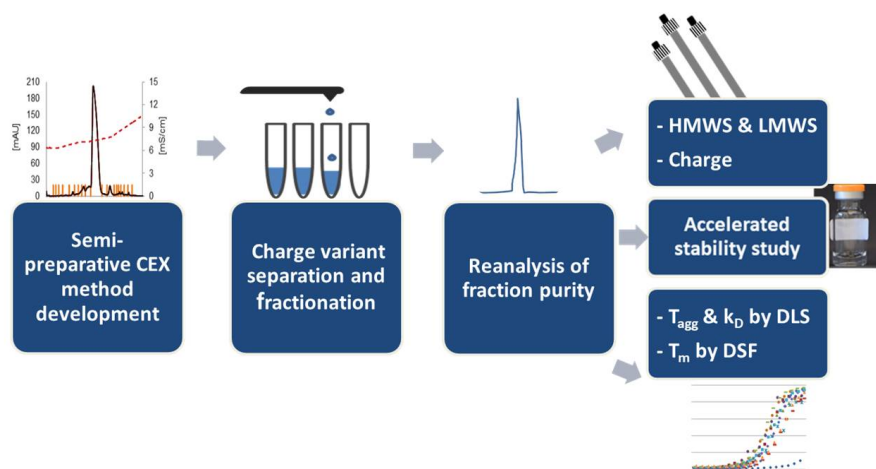 210
180
150
120
90
60
30
0
[mAU]
15
12
9
6
3
0
[mS/cm]
Semi-
preparative CEX
method
development
Charge variant
separation and
fractionation
Reanalysis of
fraction purity
- HMWS & LMWS
- Charge
Accelerated
stability study
- Tagg & kD by DLS
- Tm by DSF